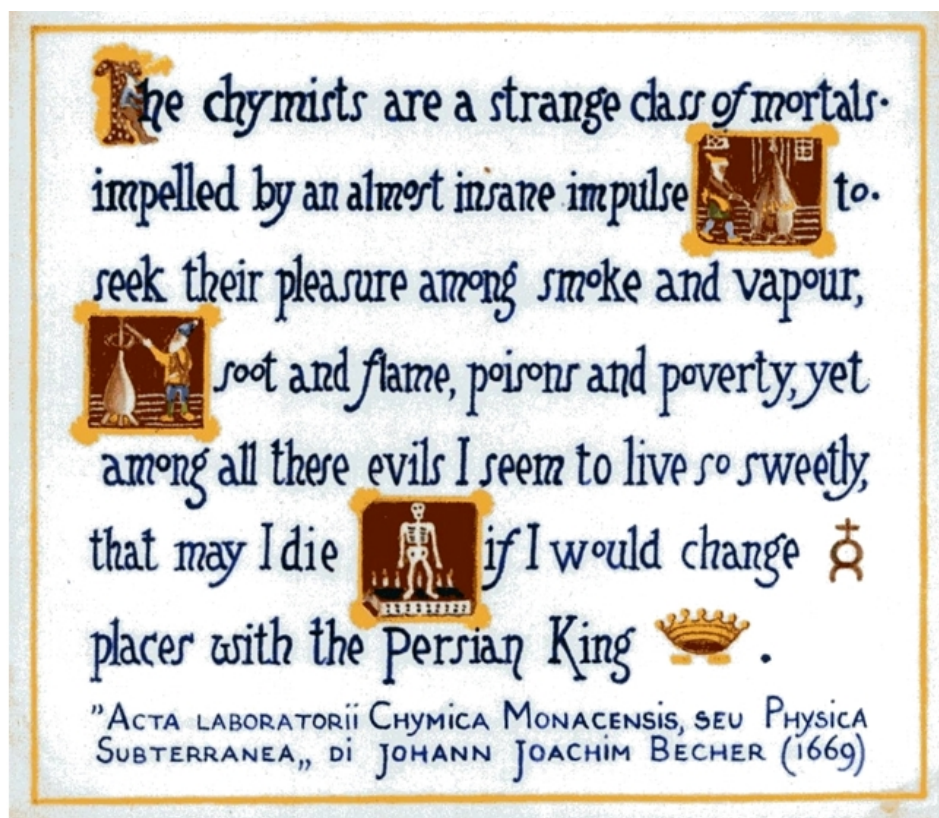 The chymists are a strange class of mortals·
impelled by an almost insane impulse to·
seek their pleasure among smoke and vapour,
soot and flame, poisons and poverty, yet
among all these evils I seem to live so sweetly,
that may I die if I would change
places with the Persian King .
"ACTA LABORATORII CHYMICA MONACENSIS, SEU PHYSICA
SUBTERRANEA„ DI JOHANN JOACHIM BECHER (1669)